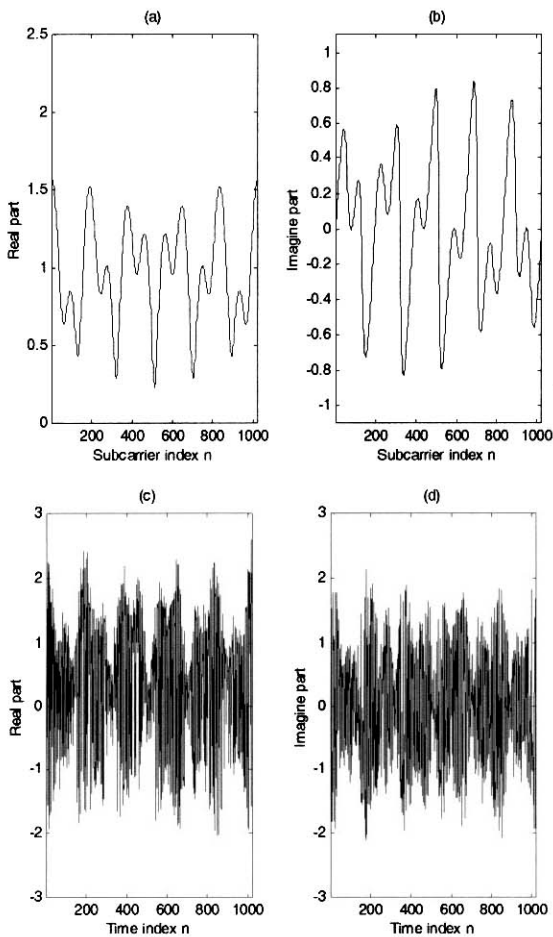 (a)
2.5
2
1.5
1
0.5
0
Real part
200 400 600 800 1000
Subcarrier index n
(b)
1
0.8
0.6
0.4
0.2
0
-0.2
-0.4
-0.6
-0.8
-1
Imagine part
200 400 600 800 1000
Subcarrier index n
(c)
3
2
1
0
-1
-2
-3
Real part
200 400 600 800 1000
Time index n
(d)
3
2
1
0
-1
-2
-3
Imagine part
200 400 600 800 1000
Time index n